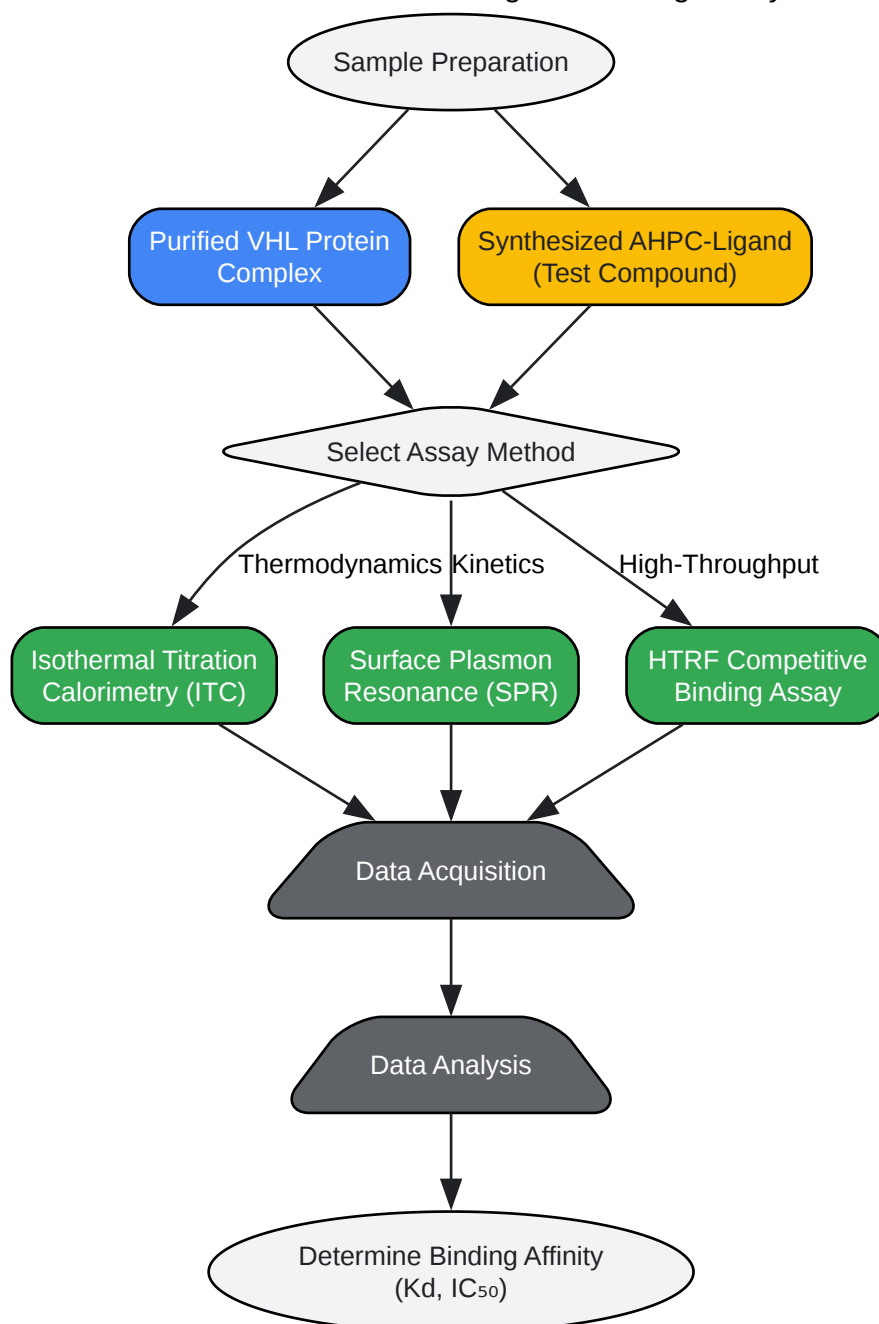 Sample Preparation
Purified VHL Protein
Complex
Synthesized AHPC-Ligand
(Test Compound)
Select Assay Method
Thermodynamics
Kinetics
High-Throughput
Isothermal Titration
Calorimetry (ITC)
Surface Plasmon
Resonance (SPR)
HTRF Competitive
Binding Assay
Data Acquisition
Data Analysis
Determine Binding Affinity
(Kd, IC₅₀)